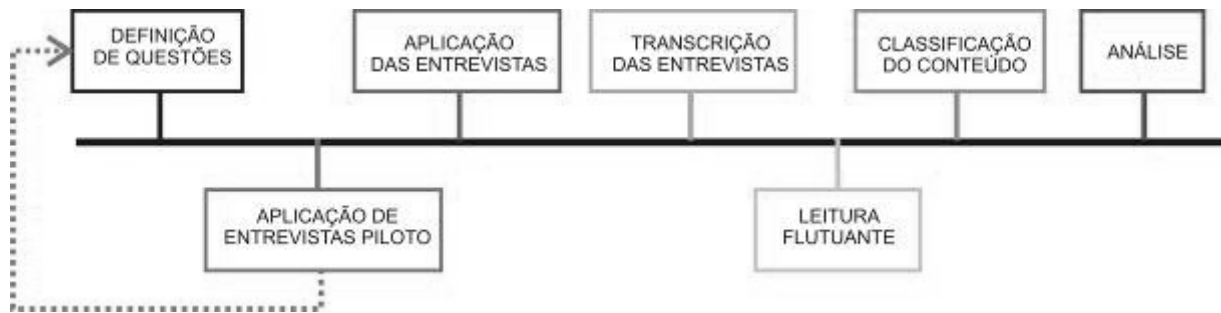 DEFINIÇÃO
DE QUESTÕES
APLICAÇÃO
DAS ENTREVISTAS
TRANSCRIÇÃO
DAS ENTREVISTAS
CLASSIFICAÇÃO
DO CONTEÚDO
ANÁLISE
APLICAÇÃO DE
ENTREVISTAS PILOTO
LEITURA
FLUTUANTE